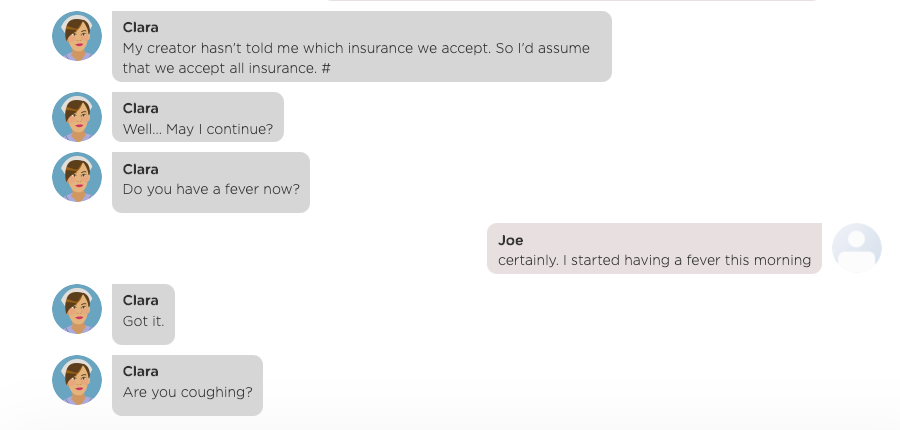 Clara
My creator hasn't told me which insurance we accept. So I'd assume
that we accept all insurance. #
Clara
Well... May I continue?
Clara
Do you have a fever now?
Joe
certainly. I started having a fever this morning
Clara
Got it.
Clara
Are you coughing?